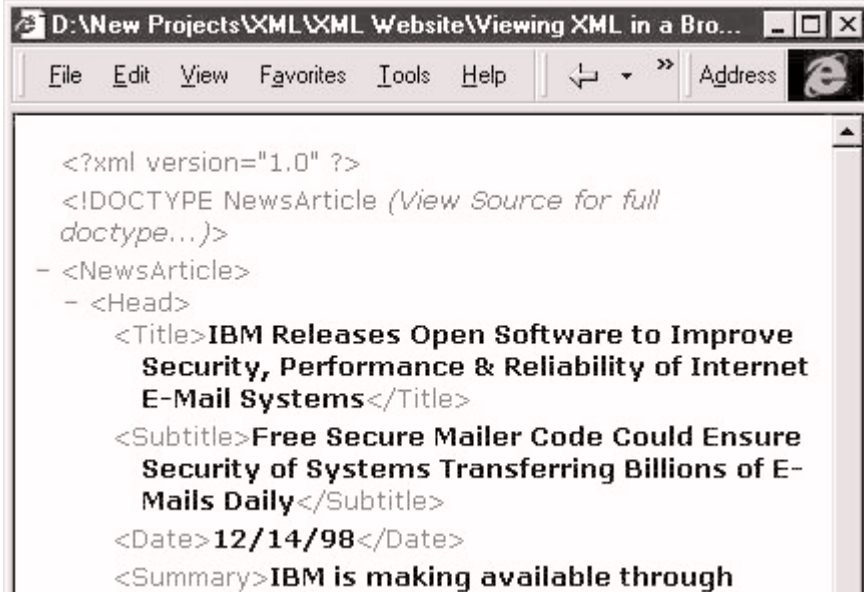 D:\New Projects\XML\XML Website\Viewing XML in a Bro...
File Edit View Favorites Tools Help » Address
<?xml version="1.0" ?>
<!DOCTYPE NewsArticle (View Source for full
doctype...)>
- <NewsArticle>
- <Head>
<Title>IBM Releases Open Software to Improve
Security, Performance & Reliability of Internet
E-Mail Systems</Title>
<Subtitle>Free Secure Mailer Code Could Ensure
Security of Systems Transferring Billions of E-
Mails Daily</Subtitle>
<Date>12/14/98</Date>
<Summary>IBM is making available through